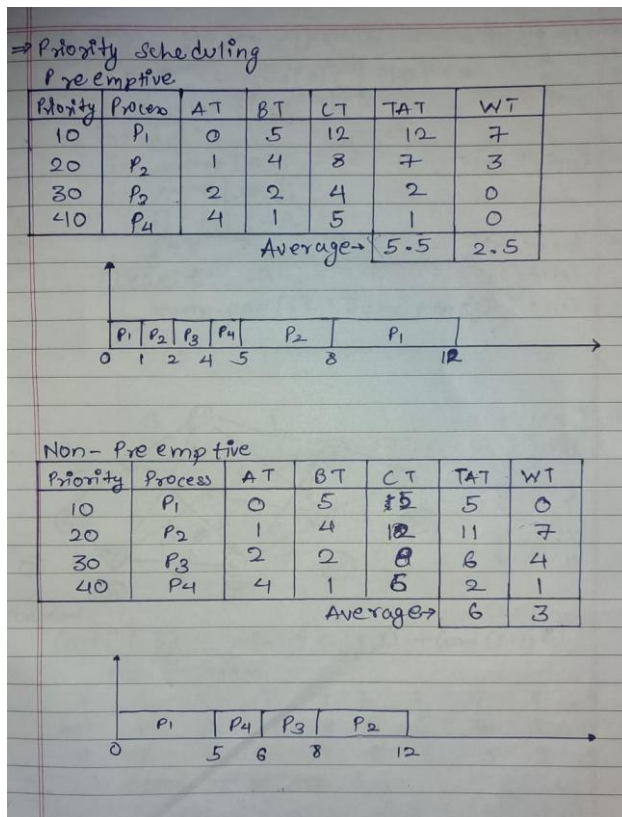 ⇒ Priority Scheduling
Preemptive
Priority Process AT BT CT TAT WT
10 P1 0 5 12 12 7
20 P2 1 4 8 7 3
30 P3 2 2 4 2 0
40 P4 4 1 5 1 0
Average→ 5.5 2.5
P1 P2 P3 P4 P2 P1
0 1 2 4 5 8 12
Non-Preemptive
Priority Process AT BT CT TAT WT
10 P1 0 5 5 5 0
20 P2 1 4 12 11 7
30 P3 2 2 8 6 4
40 P4 4 1 6 2 1
Average→ 6 3
P1 P4 P3 P2
0 5 6 8 12